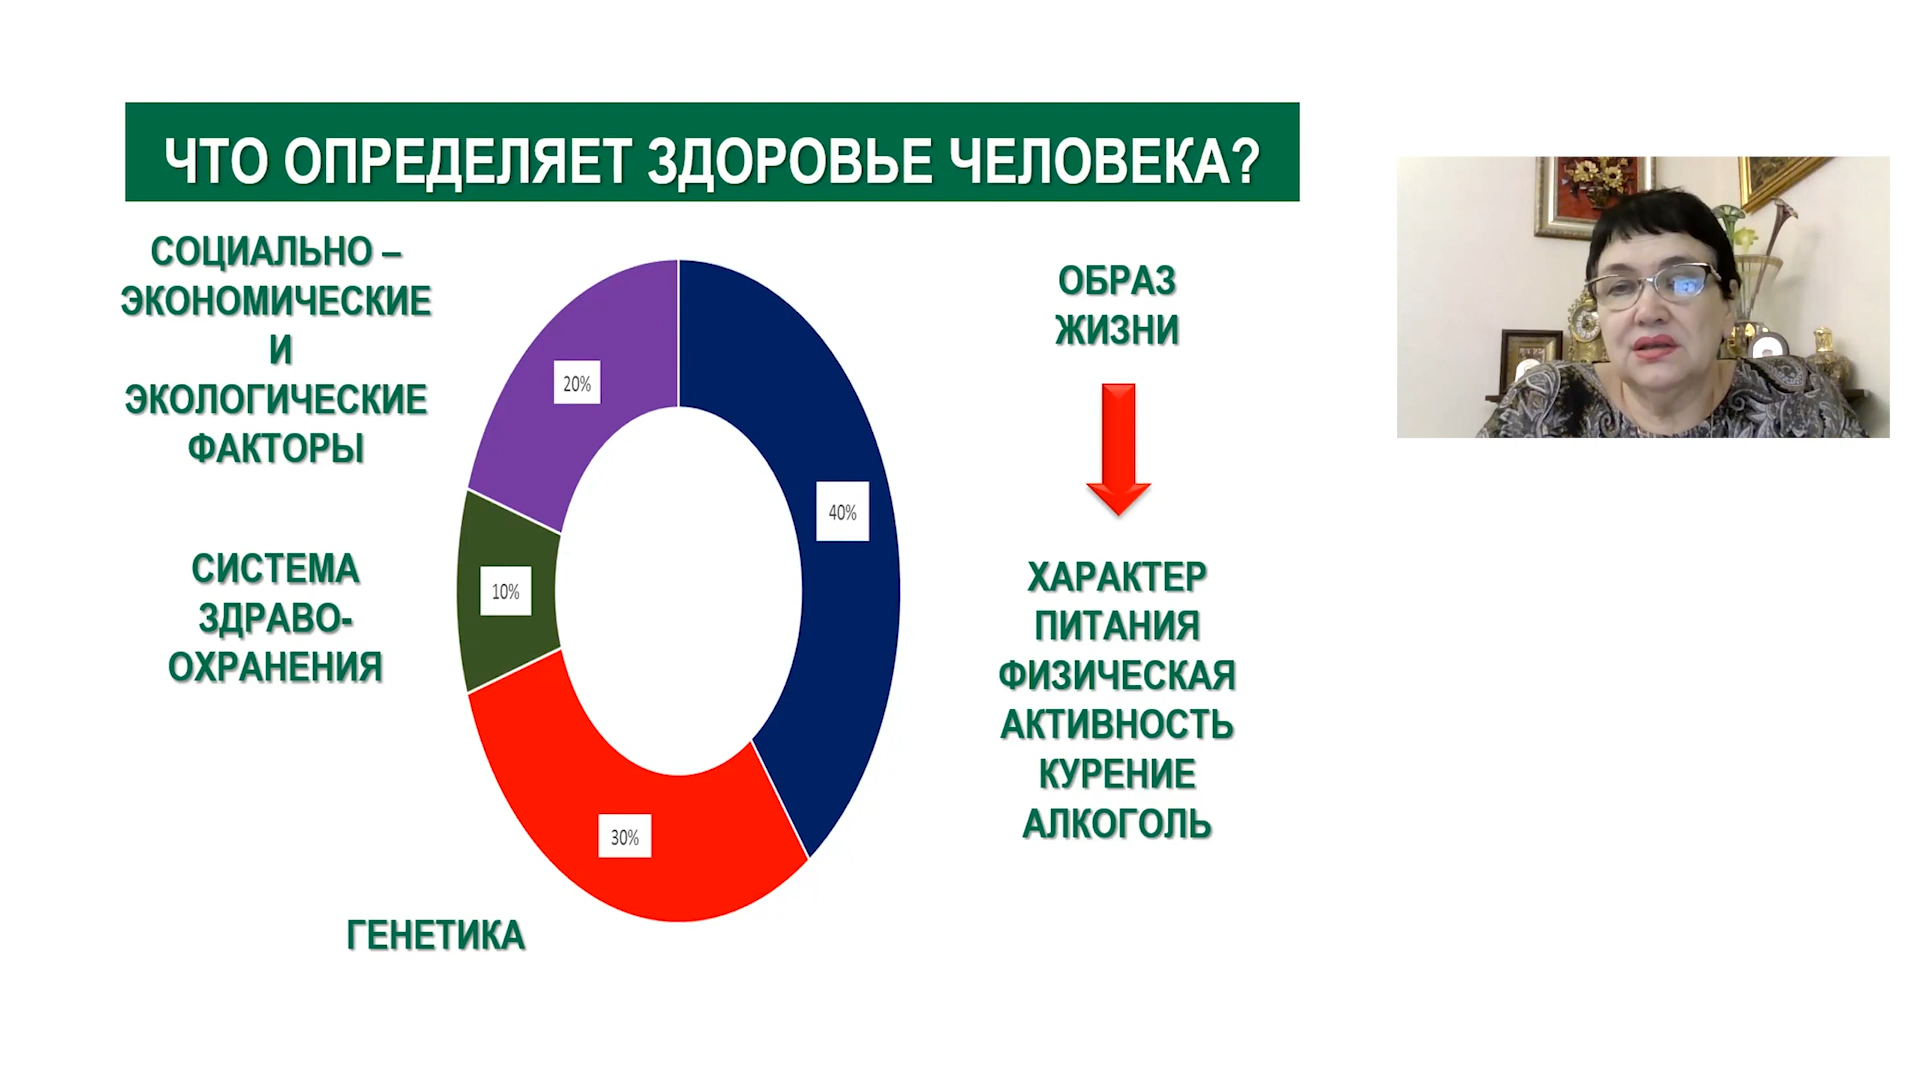 ЧТО ОПРЕДЕЛЯЕТ ЗДОРОВЬЕ ЧЕЛОВЕКА?
СОЦИАЛЬНО –
ЭКОНОМИЧЕСКИЕ
И
ЭКОЛОГИЧЕСКИЕ
ФАКТОРЫ
20%
СИСТЕМА
ЗДРАВО-
ОХРАНЕНИЯ
10%
ГЕНЕТИКА
30%
40%
ОБРАЗ
ЖИЗНИ
ХАРАКТЕР
ПИТАНИЯ
ФИЗИЧЕСКАЯ
АКТИВНОСТЬ
КУРЕНИЕ
АЛКОГОЛЬ